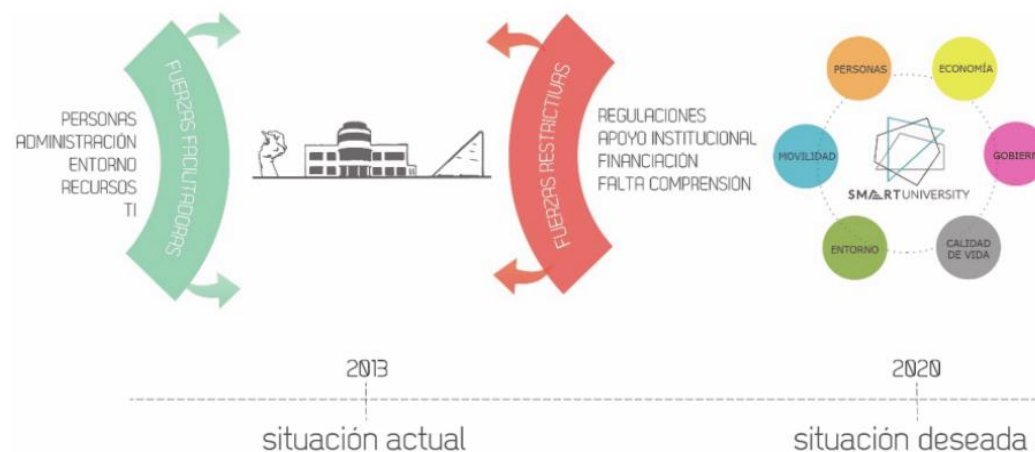 PERSONAS
ADMINISTRACIÓN
ENTORNO
RECURSOS
TI
FUERZAS FACILITADORAS
FUERZAS RESTRICTIVAS
REGULACIONES
APOYO INSTITUCIONAL
FINANCIACIÓN
FALTA COMPRENSIÓN
PERSONAS
ECONOMÍA
MOVILIDAD
GOBIER
SMARTUNIVERSITY
ENTORNO
CALIDAD
DE VIDA
2013
2020
situación actual
situación deseada